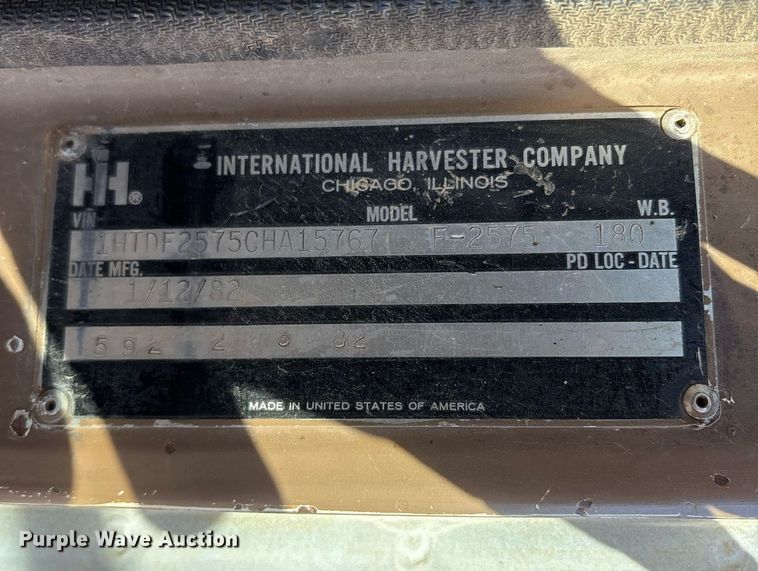 INTERNATIONAL HARVESTER COMPANY
CHICAGO, ILLINOIS
IH®
VIN MODEL W.B.
1HTDF2575CHA15767 F-2575 180
DATE MFG. PD LOC-DATE
1/12/82
592 2 82
MADE IN UNITED STATES OF AMERICA
Purple Wave Auction